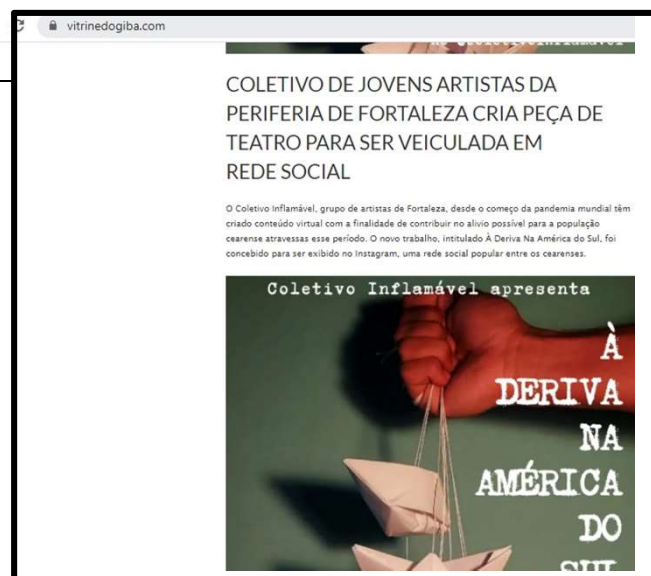 vitrinedogiba.com
COLETIVO DE JOVENS ARTISTAS DA
PERIFERIA DE FORTALEZA CRIA PEÇA DE
TEATRO PARA SER VEICULADA EM
REDE SOCIAL
O Coletivo Inflamável, grupo de artistas de Fortaleza, desde o começo da pandemia mundial têm
criado conteúdo virtual com a finalidade de contribuir no alivio possível para a população
cearense atravessas esse período. O novo trabalho, intitulado À Deriva Na América do Sul, foi
concebido para ser exibido no Instagram, uma rede social popular entre os cearenses.
Coletivo Inflamável apresenta
À
DERIVA
NA
AMÉRICA
DO
SUL